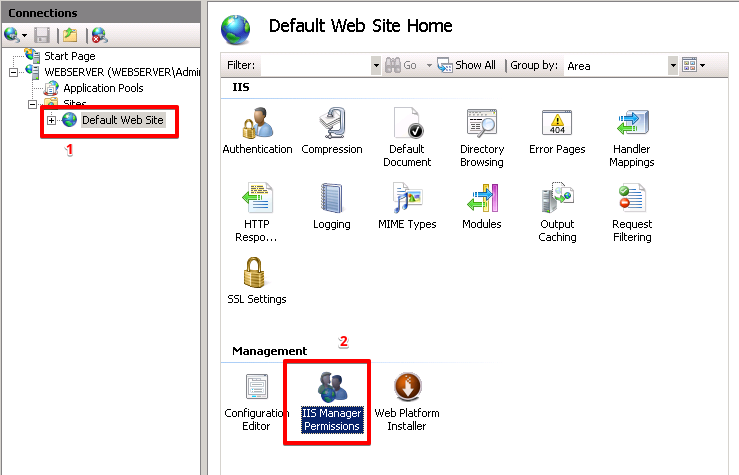 Connections
Start Page
WEBSERVER (WEBSERVER\Admi
Application Pools
Sites
Default Web Site
1
Default Web Site Home
Filter:
Go
Show All
Group by:
Area
IIS
Authentication
Compression
Default
Document
Directory
Browsing
404
Error Pages
Handler
Mappings
HTTP
Respo...
Logging
MIME Types
Modules
Output
Caching
Request
Filtering
SSL Settings
2
Management
Configuration
Editor
IIS Manager
Permissions
Web Platform
Installer